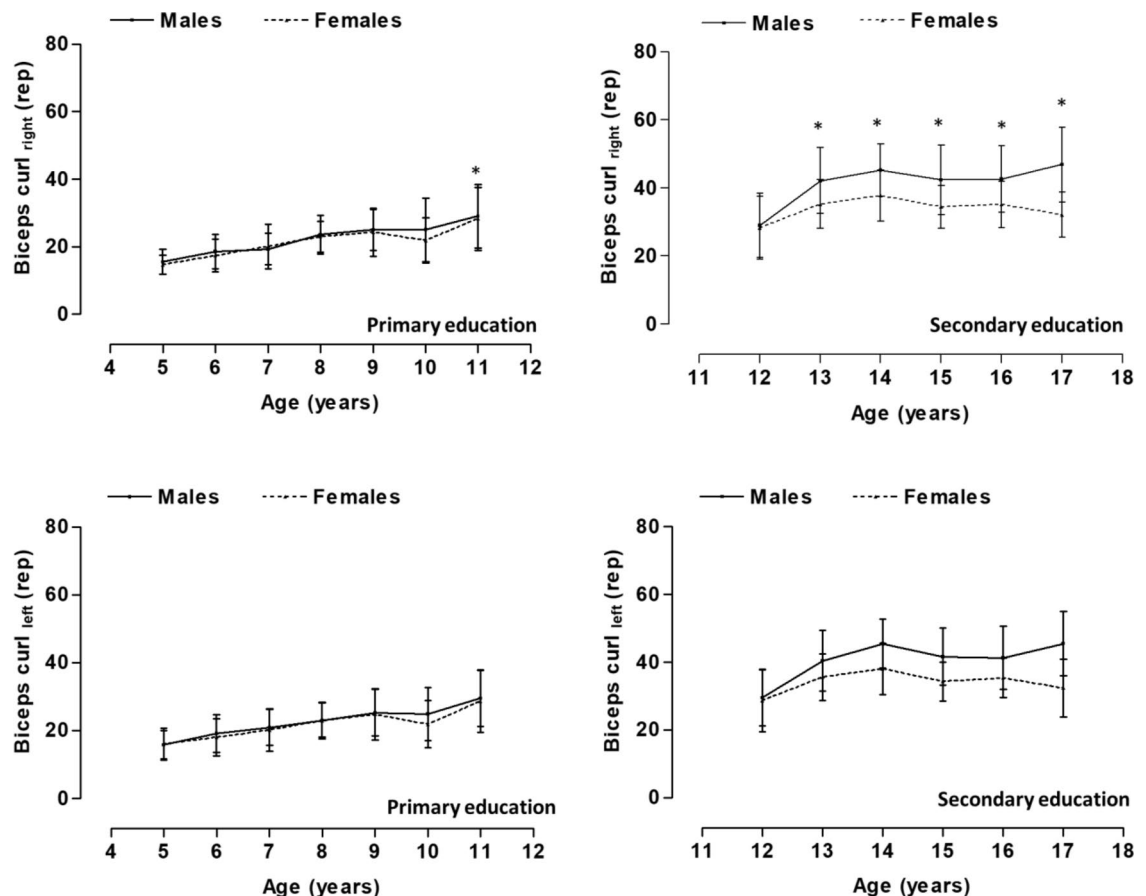 Males Females
80
60
40
20
0
Biceps curl right (rep)
*
Primary education
4 5 6 7 8 9 10 11 12
Age (years)
Males Females
80
60
40
20
0
Biceps curl right (rep)
* * * * *
Secondary education
11 12 13 14 15 16 17 18
Age (years)
Males Females
80
60
40
20
0
Biceps curl left (rep)
Primary education
4 5 6 7 8 9 10 11 12
Age (years)
Males Females
80
60
40
20
0
Biceps curl left (rep)
Secondary education
11 12 13 14 15 16 17 18
Age (years)